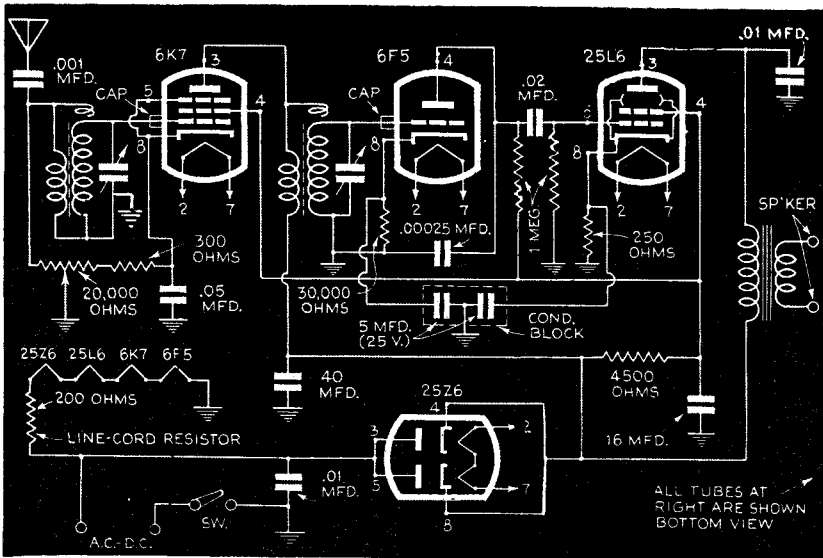 .001
MFD.
6K7
3
CAP
5
8
4
2
7
6F5
4
CAP
8
2
7
.02
MFD.
25L6
3
4
8
2
7
.01 MFD.
300
OHMS
20,000
OHMS
.05
MFD.
.00025 MFD.
30,000
OHMS
1 MEG.
250
OHMS
SP'KER
5 MFD.
(25 V.)
COND.
BLOCK
25Z6 25L6 6K7 6F5
200 OHMS
LINE-CORD RESISTOR
40
MFD.
25Z6
4
3
5
2
7
8
4500
OHMS
16 MFD.
.01
MFD.
A.C.-D.C.
SW.
ALL TUBES AT
RIGHT ARE SHOWN
BOTTOM VIEW